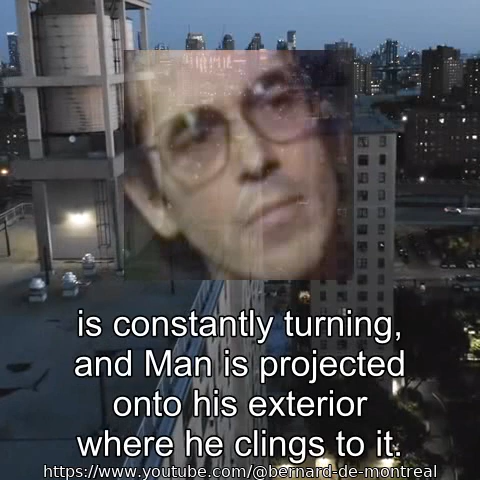 is constantly turning,
and Man is projected
onto his exterior
where he clings to it.
https://www.youtube.com/@bernard-de-montreal